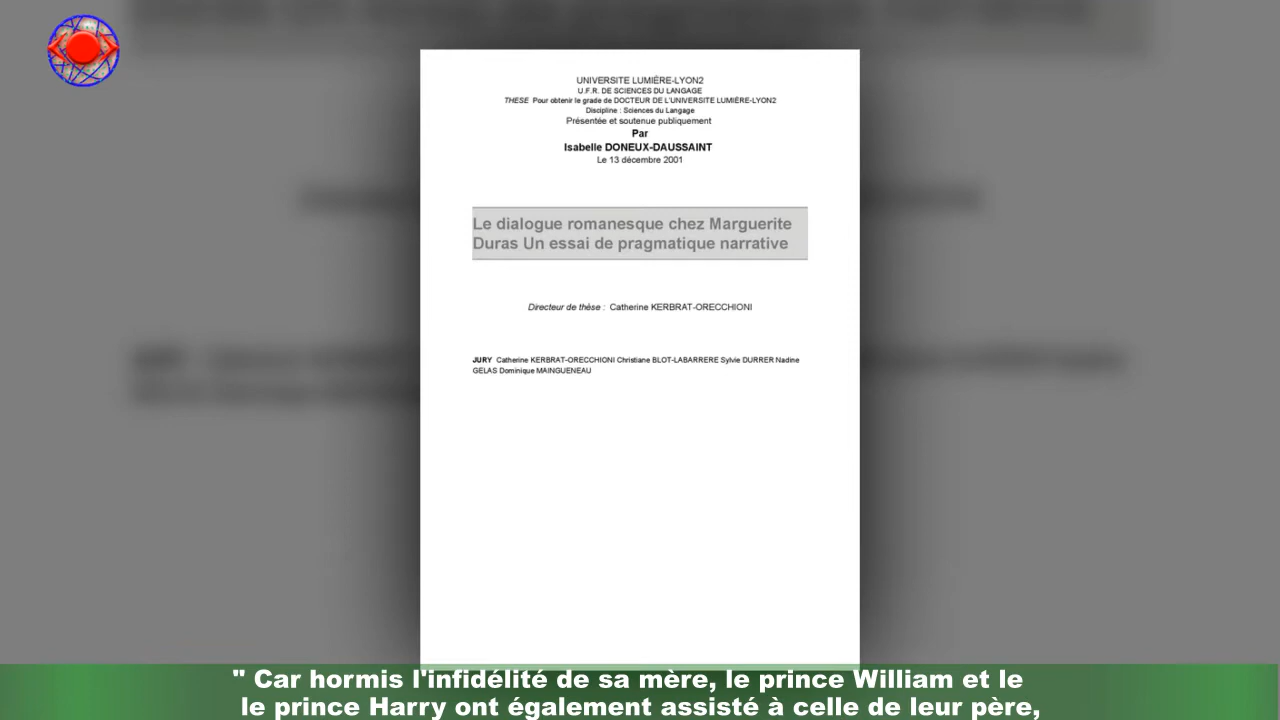 UNIVERSITE LUMIÈRE-LYON2
U.F.R. DE SCIENCES DU LANGAGE
THESE Pour obtenir le grade de DOCTEUR DE L'UNIVERSITE LUMIÈRE-LYON2
Discipline : Sciences du Langage
Présentée et soutenue publiquement
Par
Isabelle DONEUX-DAUSSAINT
Le 13 décembre 2001
Le dialogue romanesque chez Marguerite
Duras Un essai de pragmatique narrative
Directeur de thèse : Catherine KERBRAT-ORECCHIONI
JURY Catherine KERBRAT-ORECCHIONI Christiane BLOT-LABARRERE Sylvie DURRER Nadine
GELAS Dominique MAINGUENEAU
" Car hormis l'infidélité de sa mère, le prince William et le
le prince Harry ont également assisté à celle de leur père,